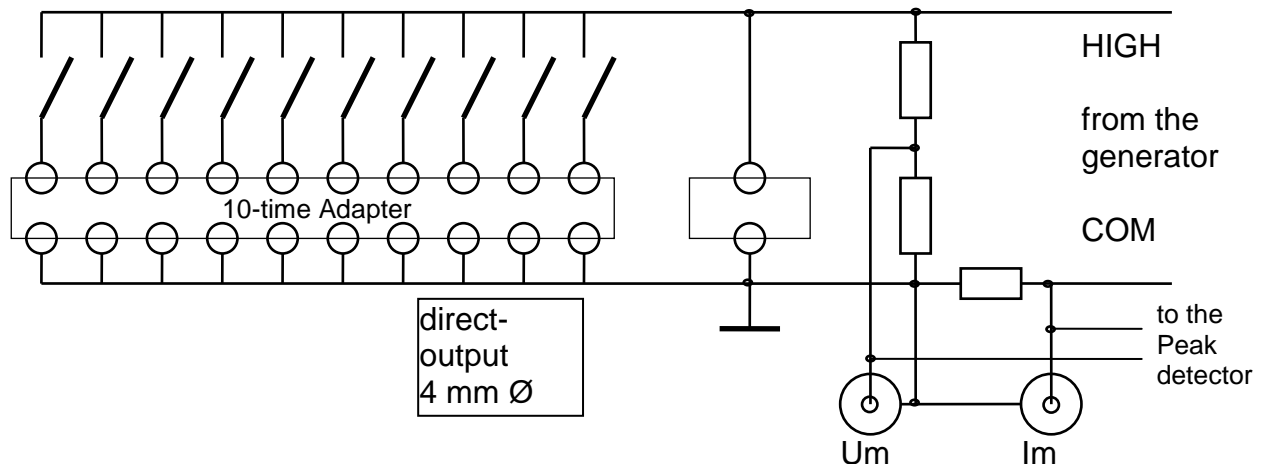 HIGH
from the
generator
10-time Adapter
COM
direct-
output
4 mm Ø
to the
Peak
detector
Um
Im